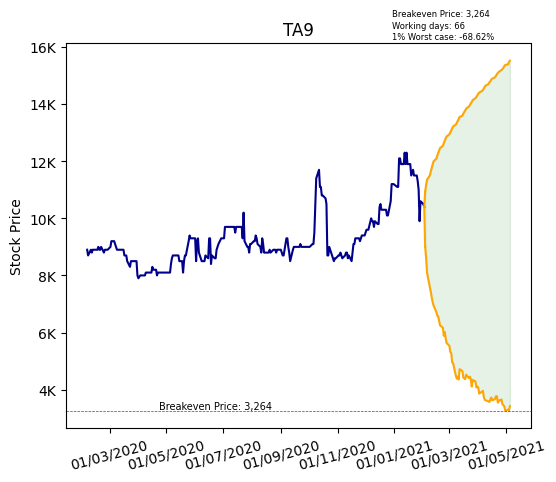 Breakeven Price: 3,264
Working days: 66
1% Worst case: -68.62%
TA9
16K
14K
12K
10K
8K
6K
4K
Stock Price
Breakeven Price: 3,264
01/03/2020
01/05/2020
01/07/2020
01/09/2020
01/11/2020
01/01/2021
01/03/2021
01/05/2021